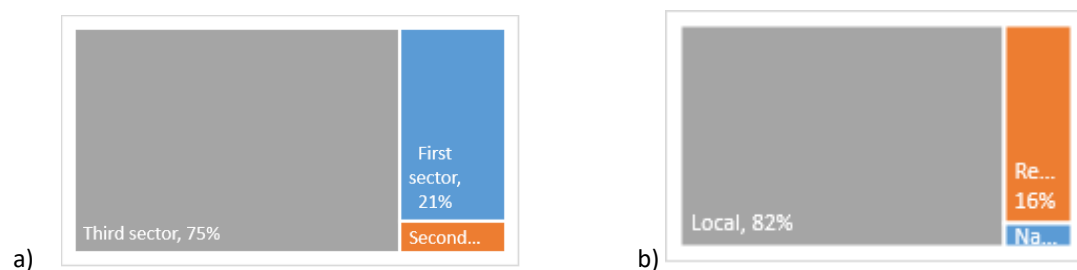 a)
Third sector, 75%
First
sector,
21%
Second...
b)
Local, 82%
Re...
16%
Na...